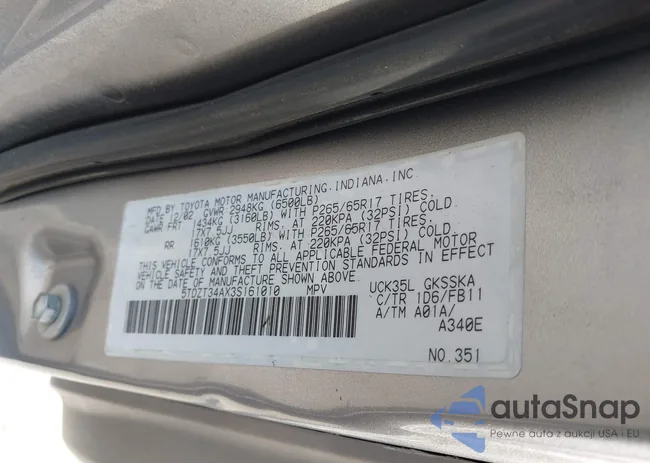 MFD.BY TOYOTA MOTOR MANUFACTURING, INDIANA, INC
DATE 12/02 GVWR 2948KG (6500LB)
GAWR FRT 1434KG (3160LB) WITH P265/65R17 TIRES.
17X7.5JJ RIMS. AT 220KPA (32PSI) COLD.
RR 1610KG (3550LB) WITH P265/65R17 TIRES.
17X7.5JJ RIMS. AT 220KPA (32PSI) COLD.
THIS VEHICLE CONFORMS TO ALL APPLICABLE FEDERAL MOTOR
VEHICLE SAFETY AND THEFT PREVENTION STANDARDS IN EFFECT
ON THE DATE OF MANUFACTURE SHOWN ABOVE.
5TDZT34AX3S161010 MPV
UCK35L GKSSKA
C/TR 1D6/FB11
A/TM A01A/
A340E
NO.351
autaSnap
Pewne auta z aukcji USA i EU